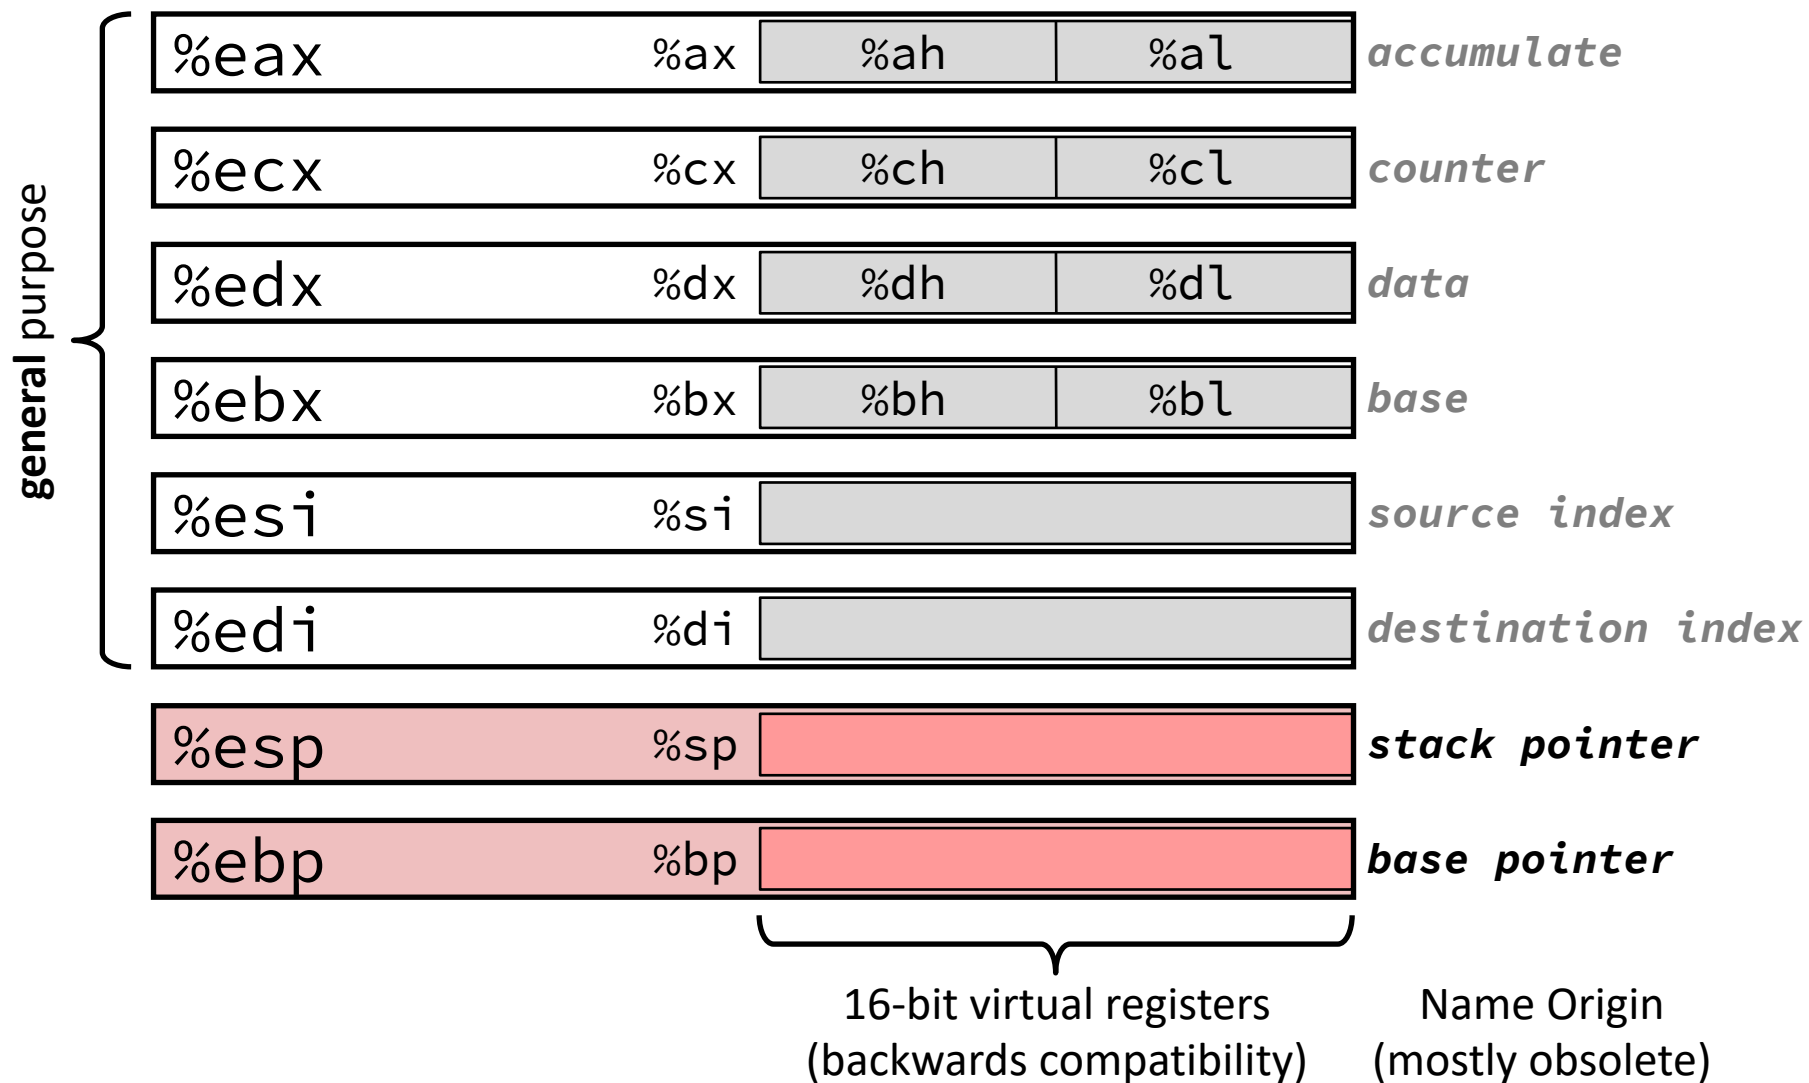 general purpose
%eax %ax %ah %al accumulate
%ecx %cx %ch %cl counter
%edx %dx %dh %dl data
%ebx %bx %bh %bl base
%esi %si source index
%edi %di destination index
%esp %sp stack pointer
%ebp %bp base pointer
16-bit virtual registers
(backwards compatibility)
Name Origin
(mostly obsolete)